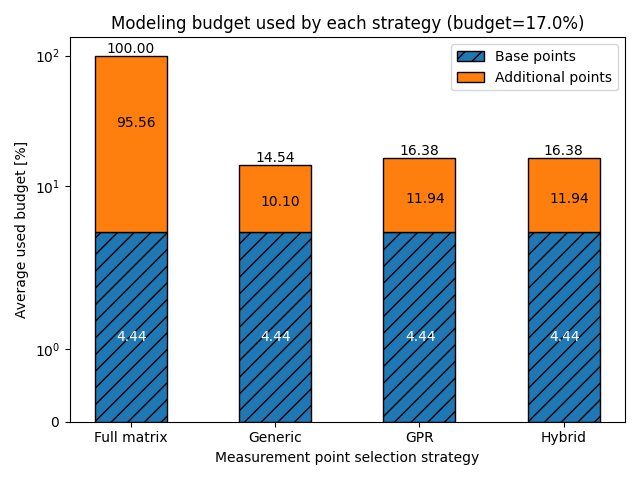 Modeling budget used by each strategy (budget=17.0%)
Base points
Additional points
Average used budget [%]
10²
10¹
10⁰
0
100.00
95.56
4.44
14.54
10.10
4.44
16.38
11.94
4.44
16.38
11.94
4.44
Full matrix
Generic
GPR
Hybrid
Measurement point selection strategy